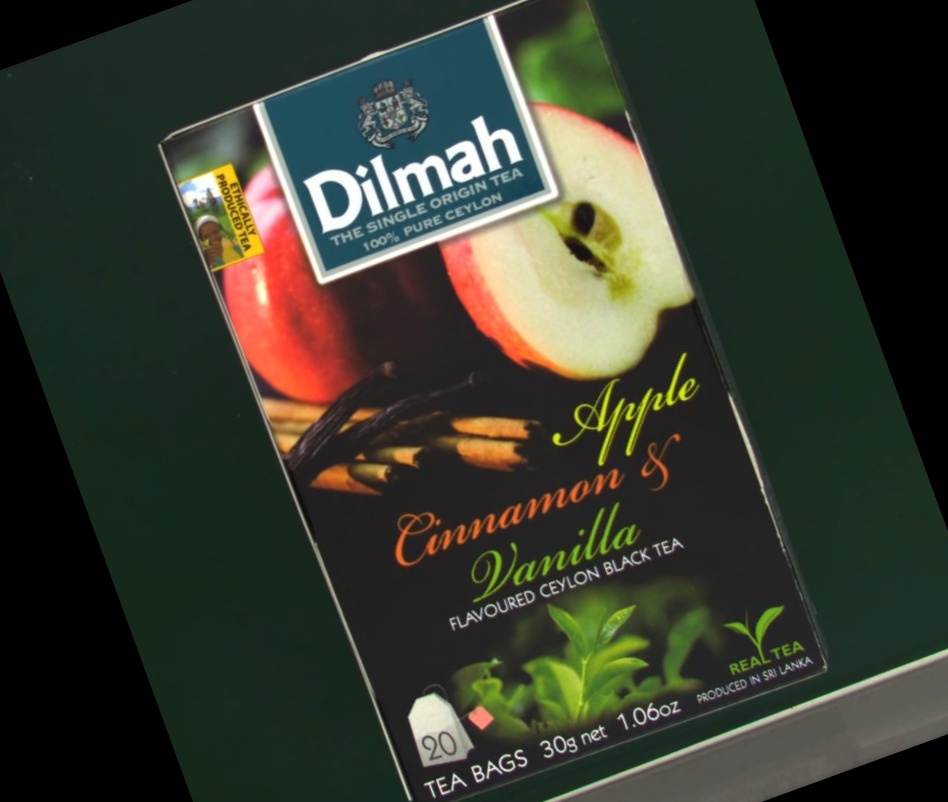 Dilmah
THE SINGLE ORIGIN TEA
100% PURE CEYLON
ETHICALLY
PRODUCED TEA
Apple
Cinnamon &
Vanilla
FLAVOURED CEYLON BLACK TEA
REAL TEA
PRODUCED IN SRI LANKA
20
TEA BAGS 30g net 1.06oz